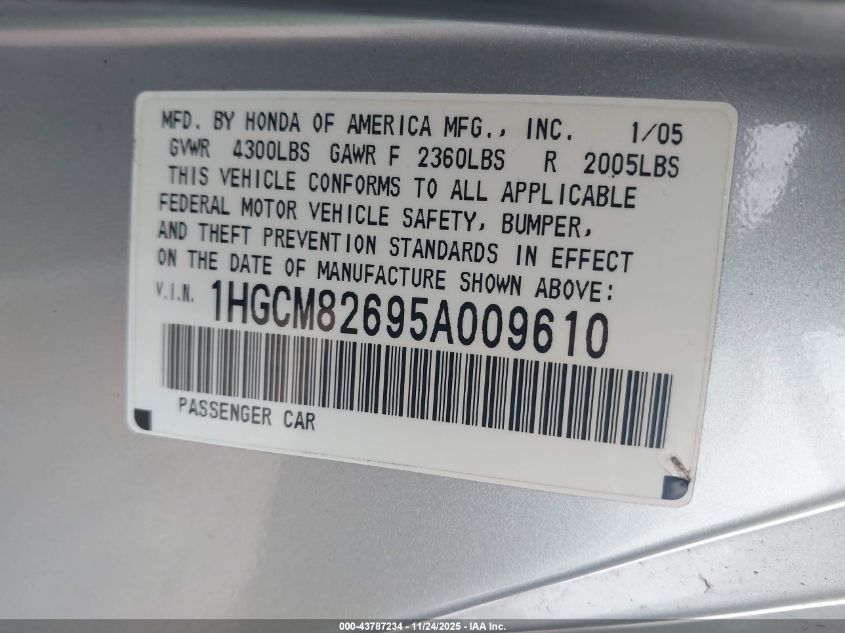 MFD. BY HONDA OF AMERICA MFG., INC. 1/05
GVWR 4300LBS GAWR F 2360LBS R 2005LBS
THIS VEHICLE CONFORMS TO ALL APPLICABLE
FEDERAL MOTOR VEHICLE SAFETY, BUMPER,
AND THEFT PREVENTION STANDARDS IN EFFECT
ON THE DATE OF MANUFACTURE SHOWN ABOVE:
V.I.N. 1HGCM82695A009610
PASSENGER CAR
000-43787234 - 11/24/2025 - IAA Inc.